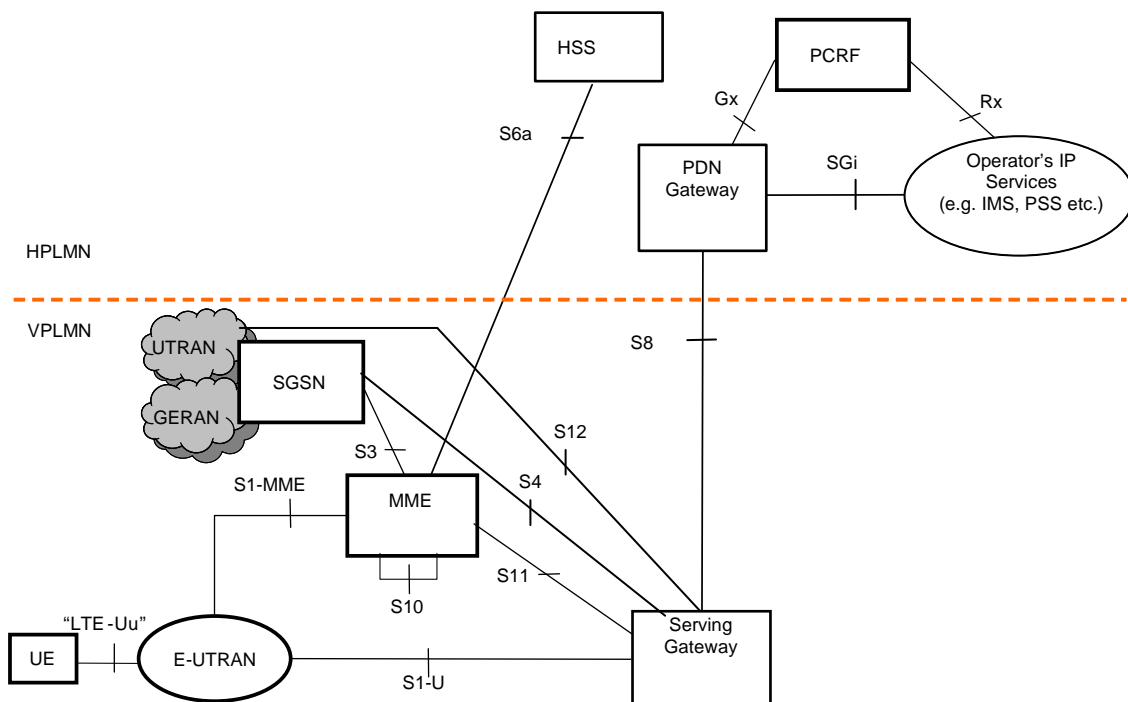 HSS
PCRF
Gx
Rx
S6a
PDN
Gateway
SGi
Operator's IP
Services
(e.g. IMS, PSS etc.)
HPLMN
VPLMN
UTRAN
S8
SGSN
GERAN
S12
S3
S4
S1-MME
MME
S11
S10
"LTE -Uu"
Serving
Gateway
UE
E-UTRAN
S1-U